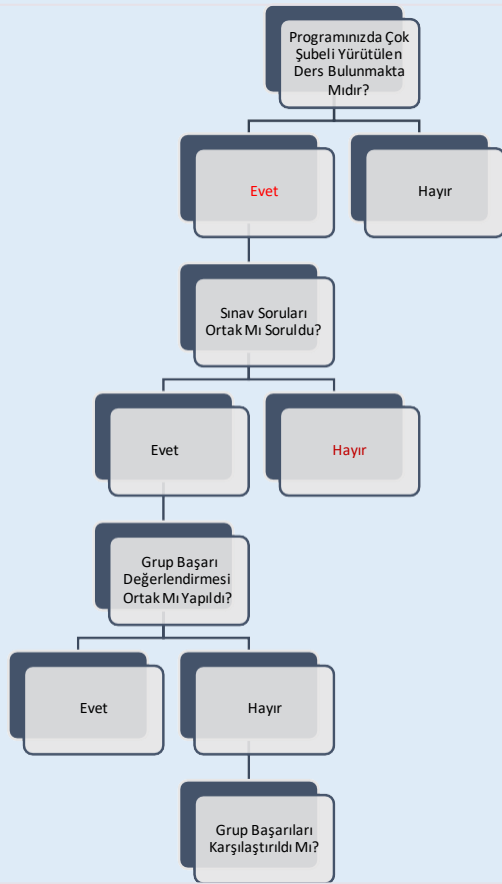 Programınızda Çok
Şubeli Yürütülen
Ders Bulunmakta
Mıdır?
Evet
Hayır
Sınav Soruları
Ortak Mı Soruldu?
Evet
Hayır
Grup Başarı
Değerlendirmesi
Ortak Mı Yapıldı?
Evet
Hayır
Grup Başarıları
Karşılaştırıldı Mı?